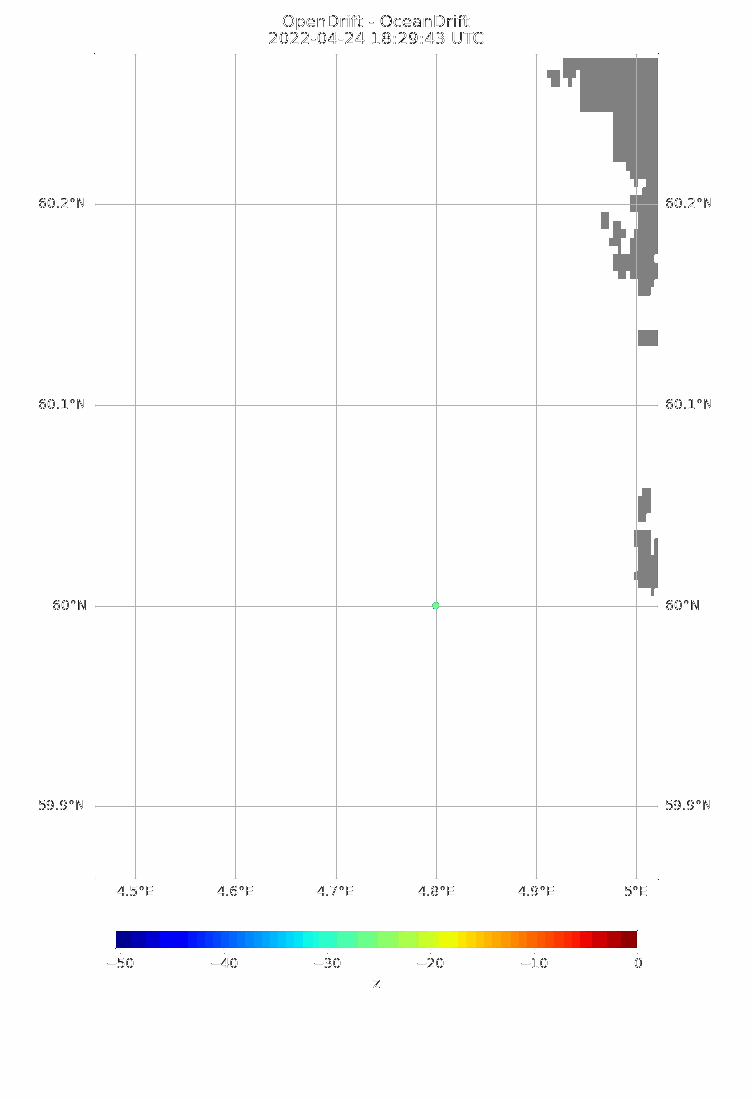 OpenDrift - OceanDrift
2022-04-24 18:29:43 UTC
60.2°N 60.2°N
60.1°N 60.1°N
60°N 60°N
59.9°N 59.9°N
4.5°E 4.6°E 4.7°E 4.8°E 4.9°E 5°E
−50 −40 −30 −20 −10 0
z